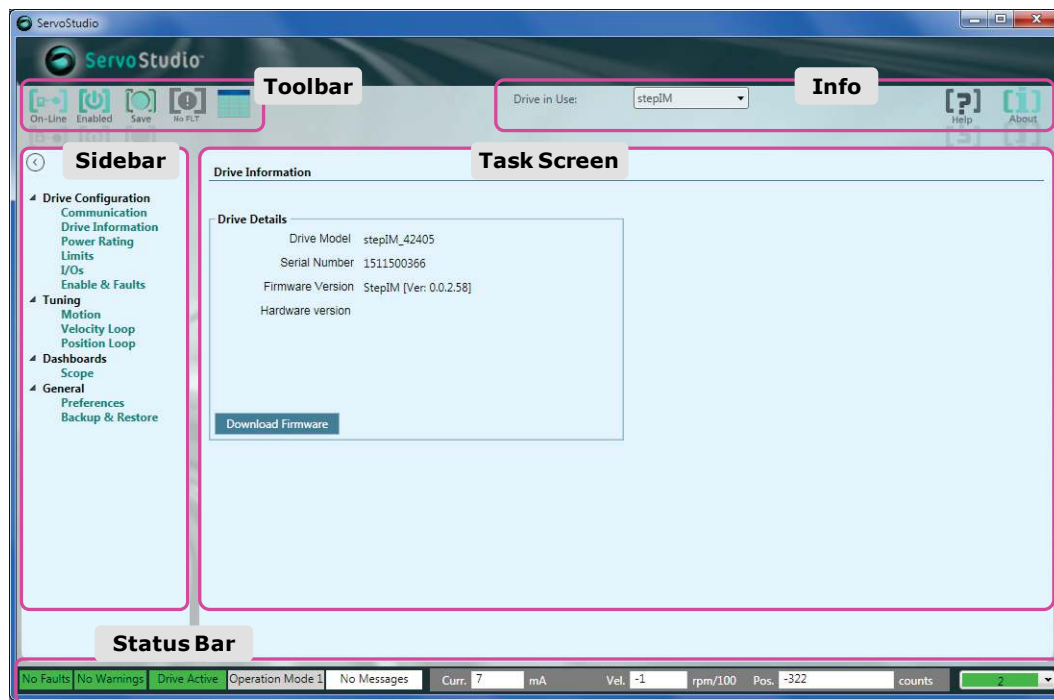 ServoStudio
ServoStudio™
Toolbar
Info
On-Line
Enabled
Save
No FLT
Drive in Use:
stepIM
Help
About
Sidebar
Task Screen
Drive Information
Drive Configuration
Communication
Drive Information
Power Rating
Limits
I/Os
Enable & Faults
Tuning
Motion
Velocity Loop
Position Loop
Dashboards
Scope
General
Preferences
Backup & Restore
Drive Details
Drive Model stepIM_42405
Serial Number 1511500366
Firmware Version StepIM [Ver: 0.0.2.58]
Hardware version
Download Firmware
Status Bar
No Faults No Warnings Drive Active Operation Mode 1 No Messages Curr. 7 mA Vel. -1 rpm/100 Pos. -322 counts 2